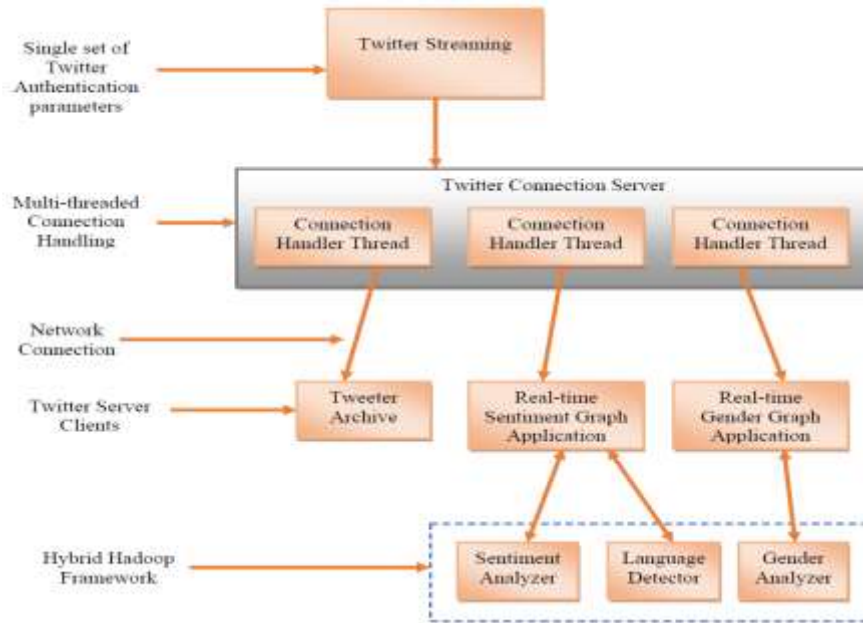 Single set of
Twitter
Authentication
parameters
Twitter Streaming
Twitter Connection Server
Multi-threaded
Connection
Handling
Connection
Handler Thread
Connection
Handler Thread
Connection
Handler Thread
Network
Connection
Twitter Server
Clients
Tweeter
Archive
Real-time
Sentiment Graph
Application
Real-time
Gender Graph
Application
Hybrid Hadoop
Framework
Sentiment
Analyzer
Language
Detector
Gender
Analyzer